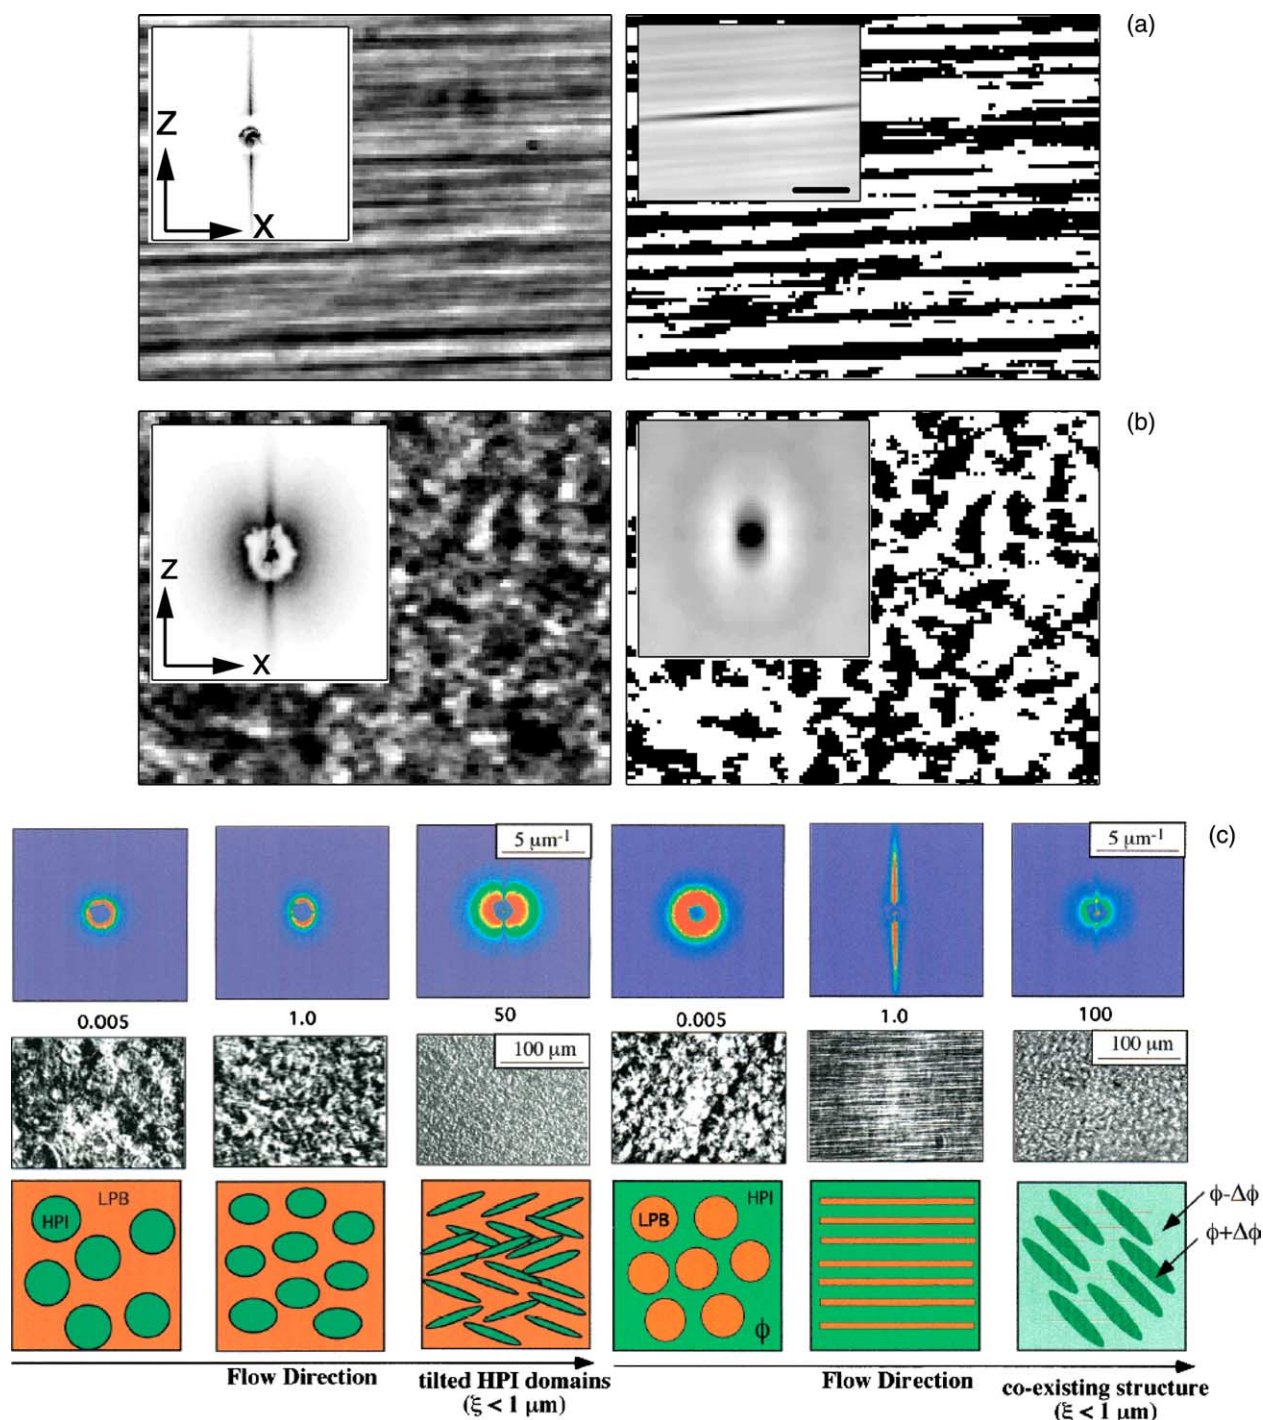 (a)
Z
X
(b)
Z
X
(c)
5 μm⁻¹
5 μm⁻¹
0.005
1.0
50
0.005
1.0
100
100 μm
100 μm
LPB
HPI
HPI
LPB
ϕ
ϕ-Δϕ
ϕ+Δϕ
Flow Direction
tilted HPI domains
(ξ < 1 μm)
Flow Direction
co-existing structure
(ξ < 1 μm)